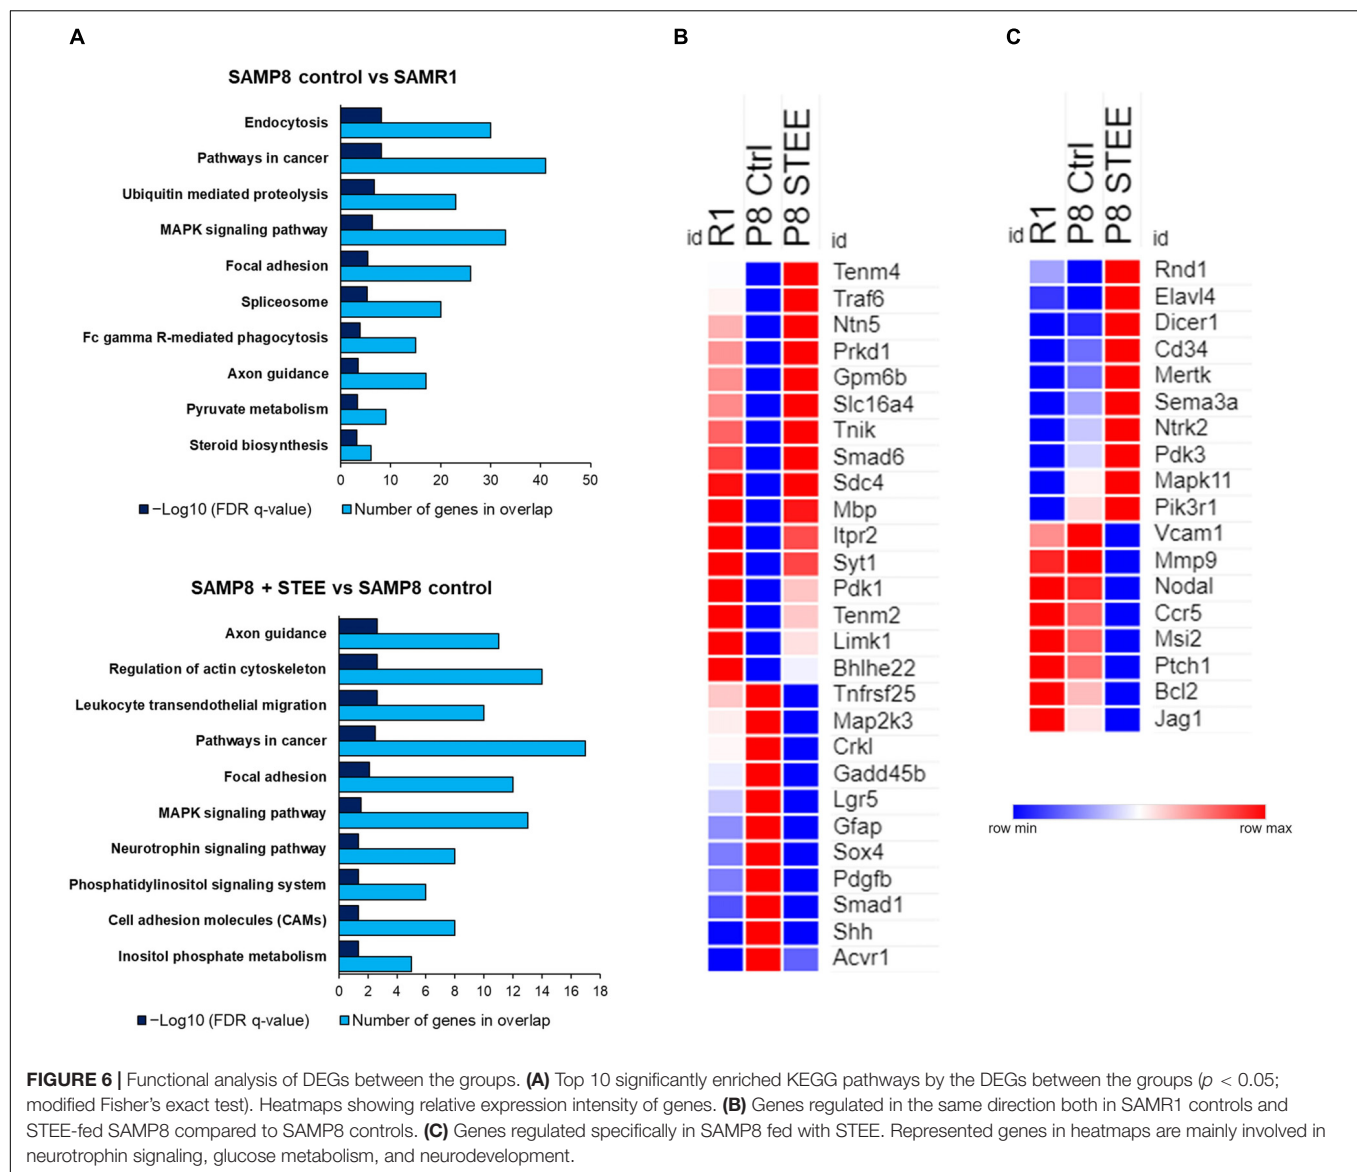 A
SAMP8 control vs SAMR1
Endocytosis
Pathways in cancer
Ubiquitin mediated proteolysis
MAPK signaling pathway
Focal adhesion
Spliceosome
Fc gamma R-mediated phagocytosis
Axon guidance
Pyruvate metabolism
Steroid biosynthesis
0 10 20 30 40 50
−Log10 (FDR q-value) Number of genes in overlap
SAMP8 + STEE vs SAMP8 control
Axon guidance
Regulation of actin cytoskeleton
Leukocyte transendothelial migration
Pathways in cancer
Focal adhesion
MAPK signaling pathway
Neurotrophin signaling pathway
Phosphatidylinositol signaling system
Cell adhesion molecules (CAMs)
Inositol phosphate metabolism
0 2 4 6 8 10 12 14 16 18
−Log10 (FDR q-value) Number of genes in overlap
B
id R1 P8 Ctrl P8 STEE id
Tenm4
Traf6
Ntn5
Prkd1
Gpm6b
Slc16a4
Tnik
Smad6
Sdc4
Mbp
Itpr2
Syt1
Pdk1
Tenm2
Limk1
Bhlhe22
Tnfrsf25
Map2k3
Crkl
Gadd45b
Lgr5
Gfap
Sox4
Pdgfb
Smad1
Shh
Acvr1
C
id R1 P8 Ctrl P8 STEE id
Rnd1
Elavl4
Dicer1
Cd34
Mertk
Sema3a
Ntrk2
Pdk3
Mapk11
Pik3r1
Vcam1
Mmp9
Nodal
Ccr5
Msi2
Ptch1
Bcl2
Jag1
row min row max
FIGURE 6 | Functional analysis of DEGs between the groups. (A) Top 10 significantly enriched KEGG pathways by the DEGs between the groups (p < 0.05;
modified Fisher's exact test). Heatmaps showing relative expression intensity of genes. (B) Genes regulated in the same direction both in SAMR1 controls and
STEE-fed SAMP8 compared to SAMP8 controls. (C) Genes regulated specifically in SAMP8 fed with STEE. Represented genes in heatmaps are mainly involved in
neurotrophin signaling, glucose metabolism, and neurodevelopment.